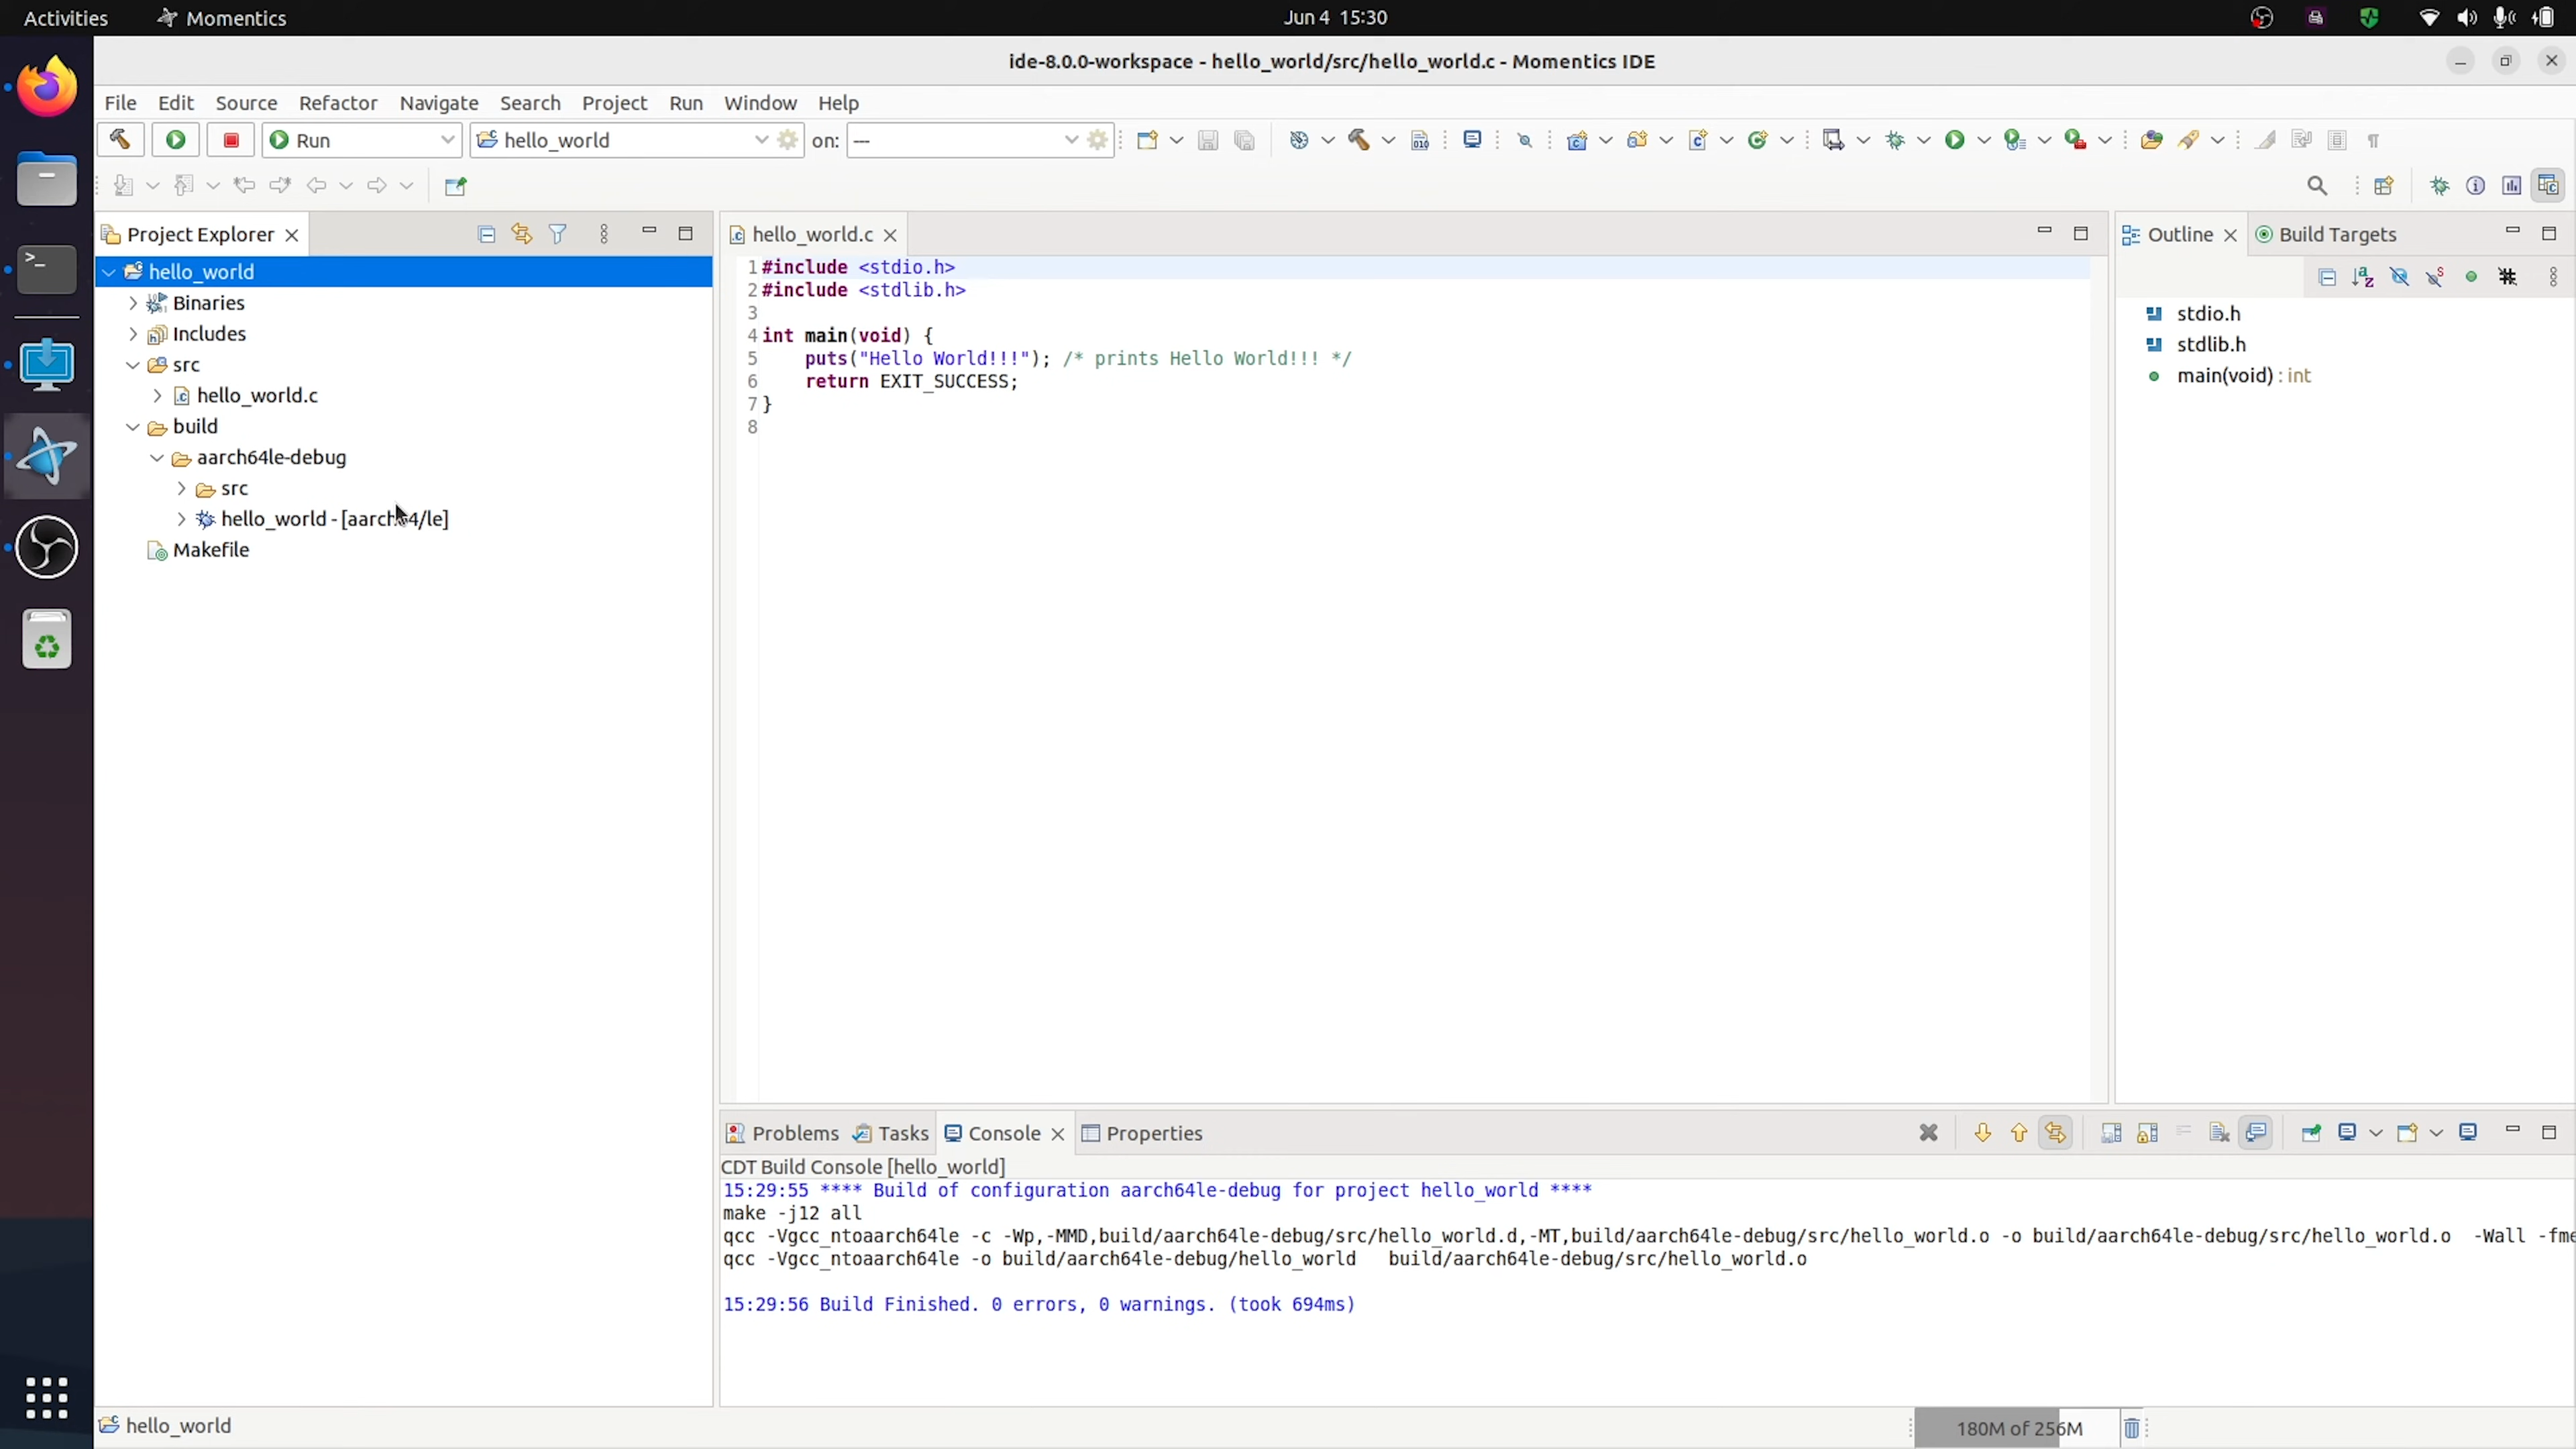 Activities
Momentics
Jun 4 15:30
ide-8.0.0-workspace - hello_world/src/hello_world.c - Momentics IDE
File Edit Source Refactor Navigate Search Project Run Window Help
Run
hello_world
on: ---
Project Explorer
hello_world
Binaries
Includes
src
hello_world.c
build
aarch64le-debug
src
hello_world - [aarch64/le]
Makefile
hello_world.c
1 #include <stdio.h>
2 #include <stdlib.h>
3
4 int main(void) {
5 puts("Hello World!!!"); /* prints Hello World!!! */
6 return EXIT_SUCCESS;
7 }
8
Outline
Build Targets
stdio.h
stdlib.h
main(void) : int
Problems Tasks Console Properties
CDT Build Console [hello_world]
15:29:55 **** Build of configuration aarch64le-debug for project hello_world ****
make -j12 all
qcc -Vgcc_ntoaarch64le -c -Wp,-MMD,build/aarch64le-debug/src/hello_world.d,-MT,build/aarch64le-debug/src/hello_world.o -o build/aarch64le-debug/src/hello_world.o -Wall -fme
qcc -Vgcc_ntoaarch64le -o build/aarch64le-debug/hello_world build/aarch64le-debug/src/hello_world.o
15:29:56 Build Finished. 0 errors, 0 warnings. (took 694ms)
hello_world
180M of 256M